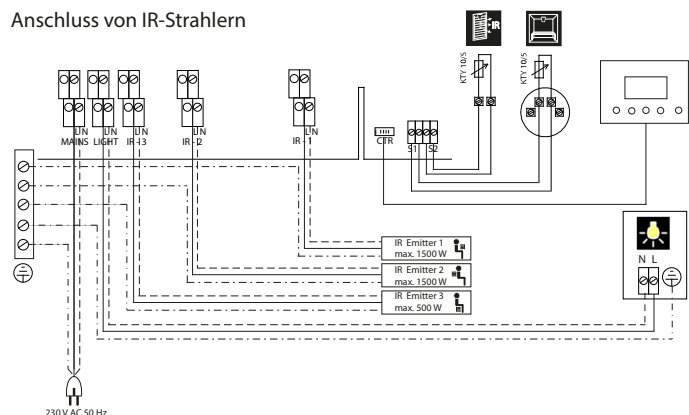 Anschluss von IR-Strahlern
IR
KTY 10/5
KTY 10/5
L N
L N
L N
L N
L N
MAINS
LIGHT
IR - 3
IR - 2
IR - 1
CTR
S1
S2
IR Emitter 1
max. 1500 W
IR Emitter 2
max. 1500 W
IR Emitter 3
max. 500 W
N L
230 V AC 50 Hz